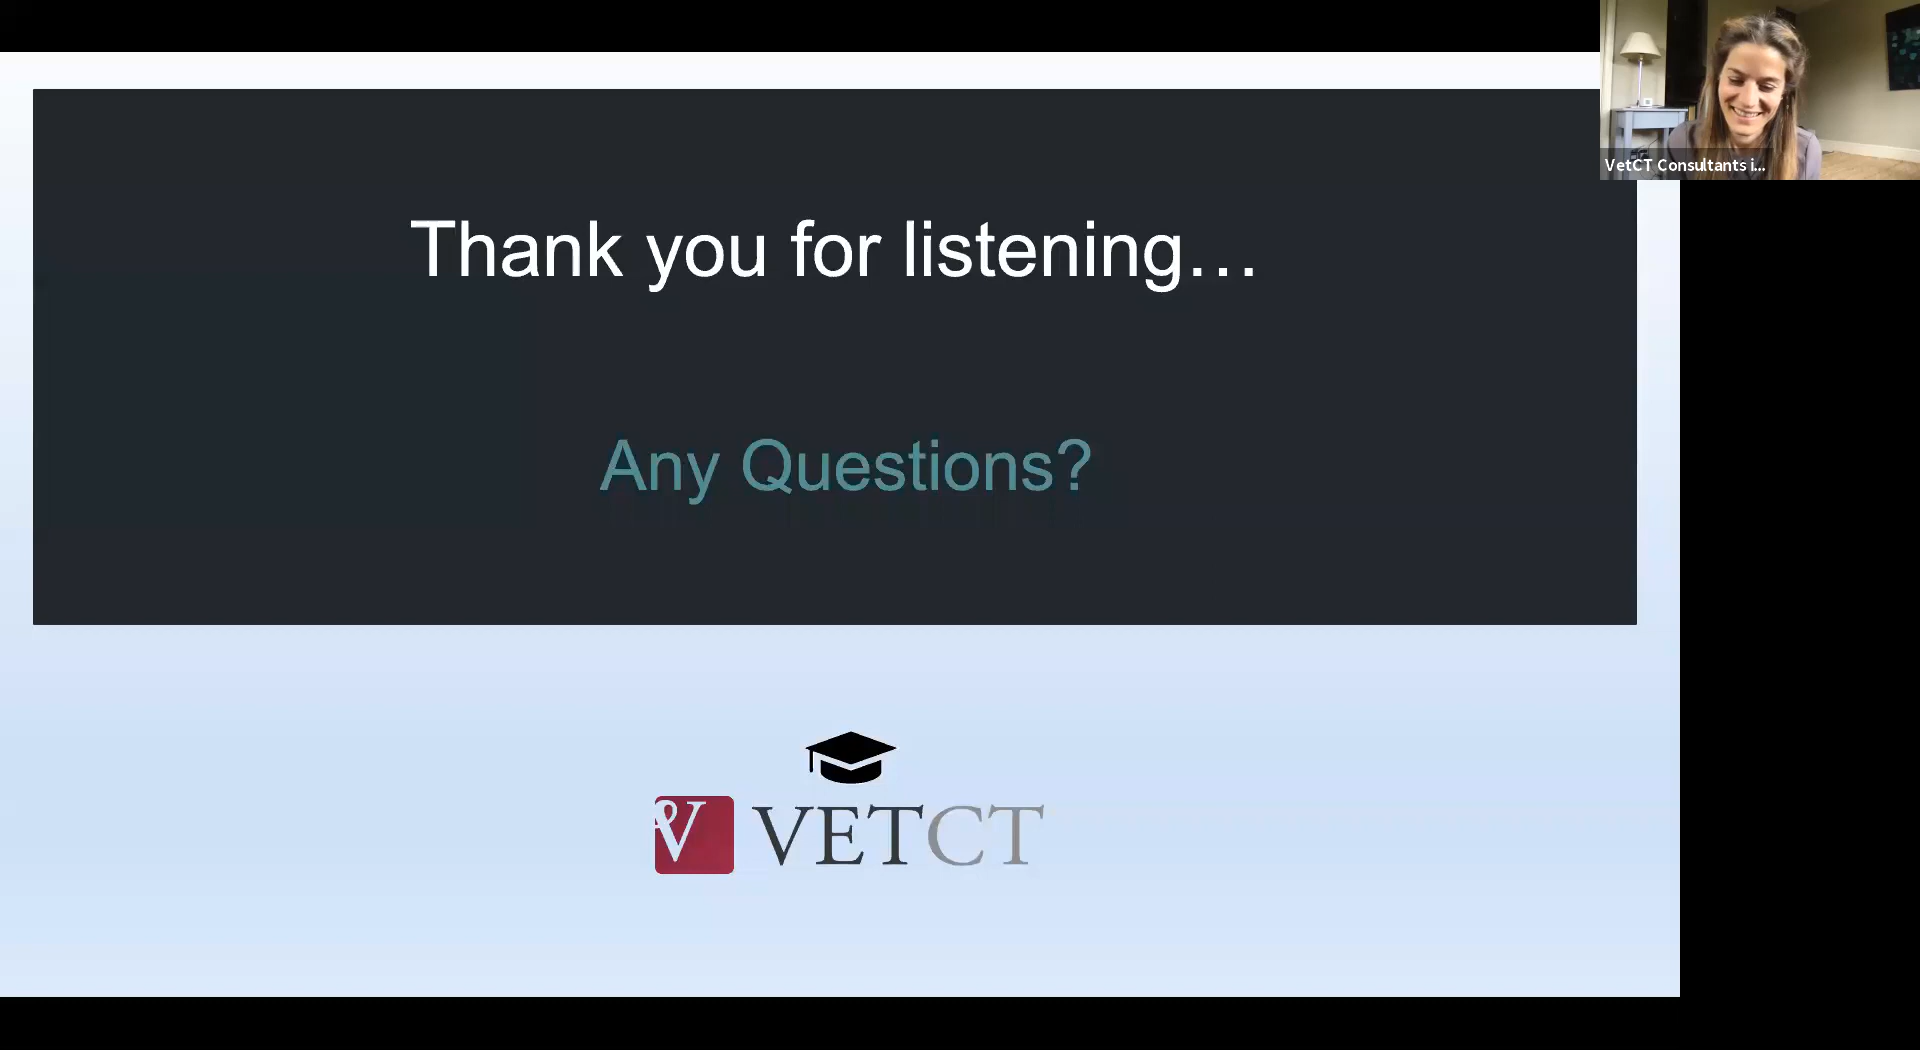 VetCT Consultants i...
Thank you for listening…
Any Questions?
V VETCT